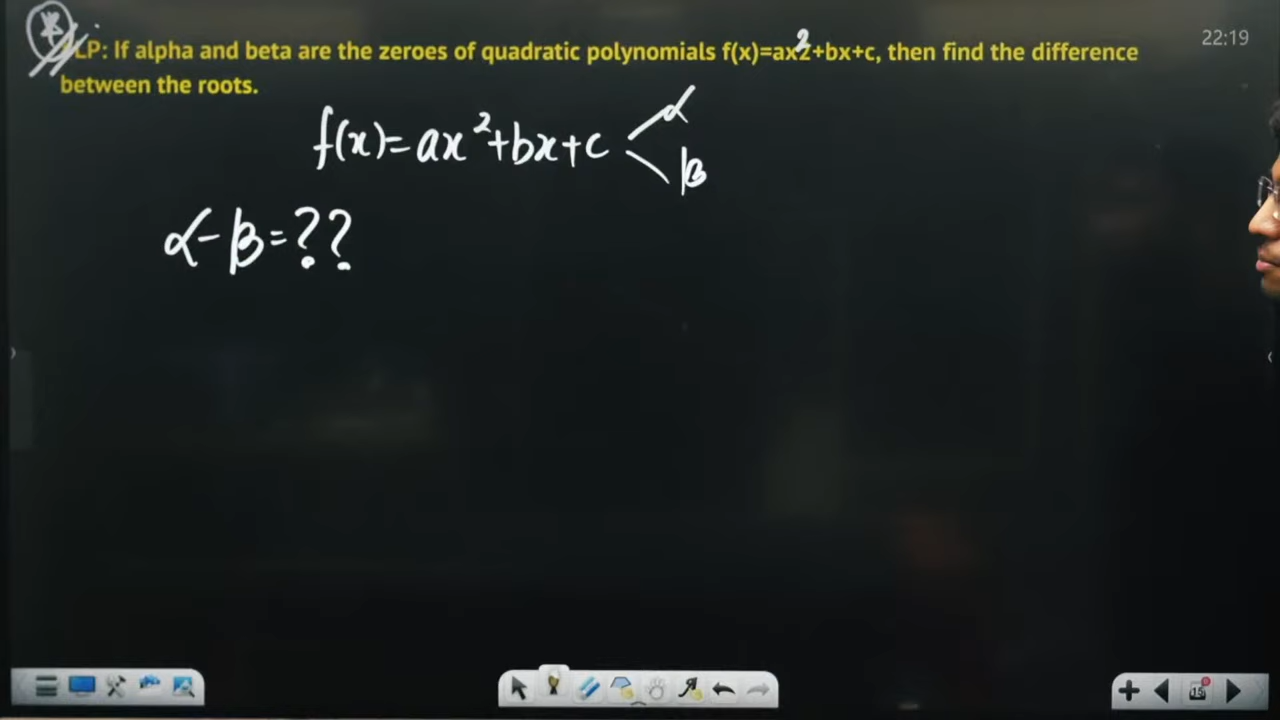 22:19
LP: If alpha and beta are the zeroes of quadratic polynomials f(x)=ax2+bx+c, then find the difference
between the roots.
f(x)=ax²+bx+c
α
β
α-β=??
15